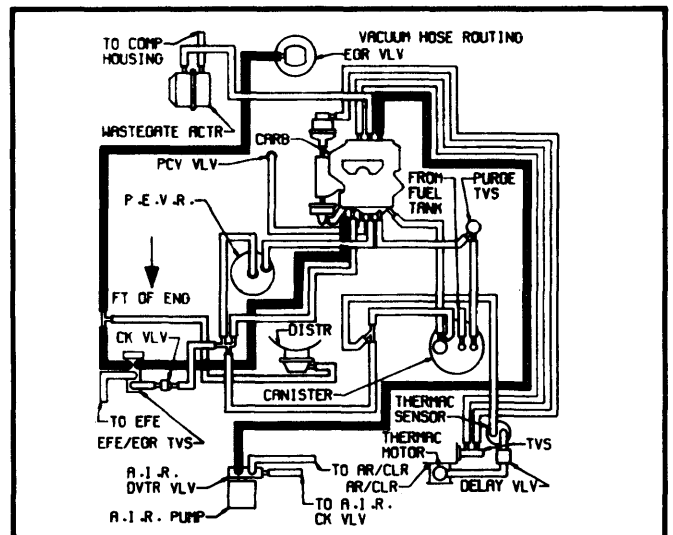 VACUUM HOSE ROUTING
TO COMP
HOUSING
EGR VLV
WASTEGATE ACTR
CARB
PCV VLV
FROM
FUEL
TANK
PURGE
TVS
P.E.V.R.
FT OF ENG
CK VLV
DISTR
CANISTER
TO EFE
EFE/EGR TVS
THERMAC
SENSOR
THERMAC
MOTOR
TVS
A.I.R.
DVTR VLV
TO AR/CLR
AR/CLR
DELAY VLV
TO A.I.R.
CK VLV
A.I.R. PUMP